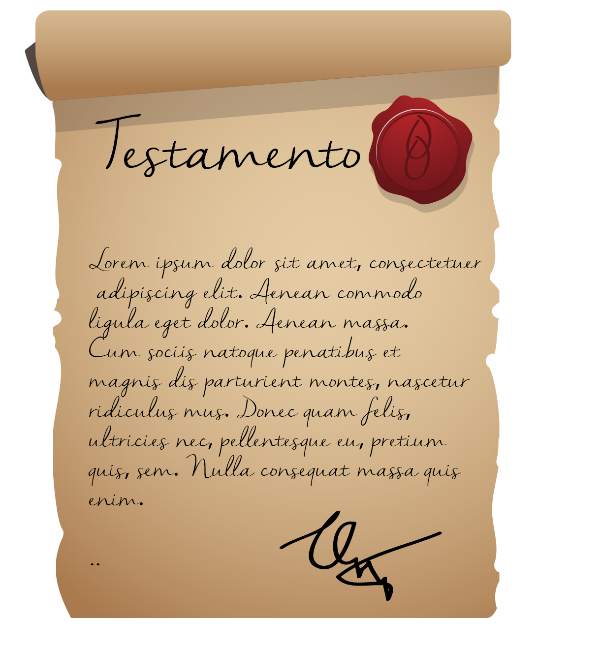 Testamento
Lorem ipsum dolor sit amet, consectetuer
adipiscing elit. Aenean commodo
ligula eget dolor. Aenean massa.
Cum sociis natoque penatibus et
magnis dis parturient montes, nascetur
ridiculus mus. Donec quam felis,
ultricies nec, pellentesque eu, pretium
quis, sem. Nulla consequat massa quis
enim.
..